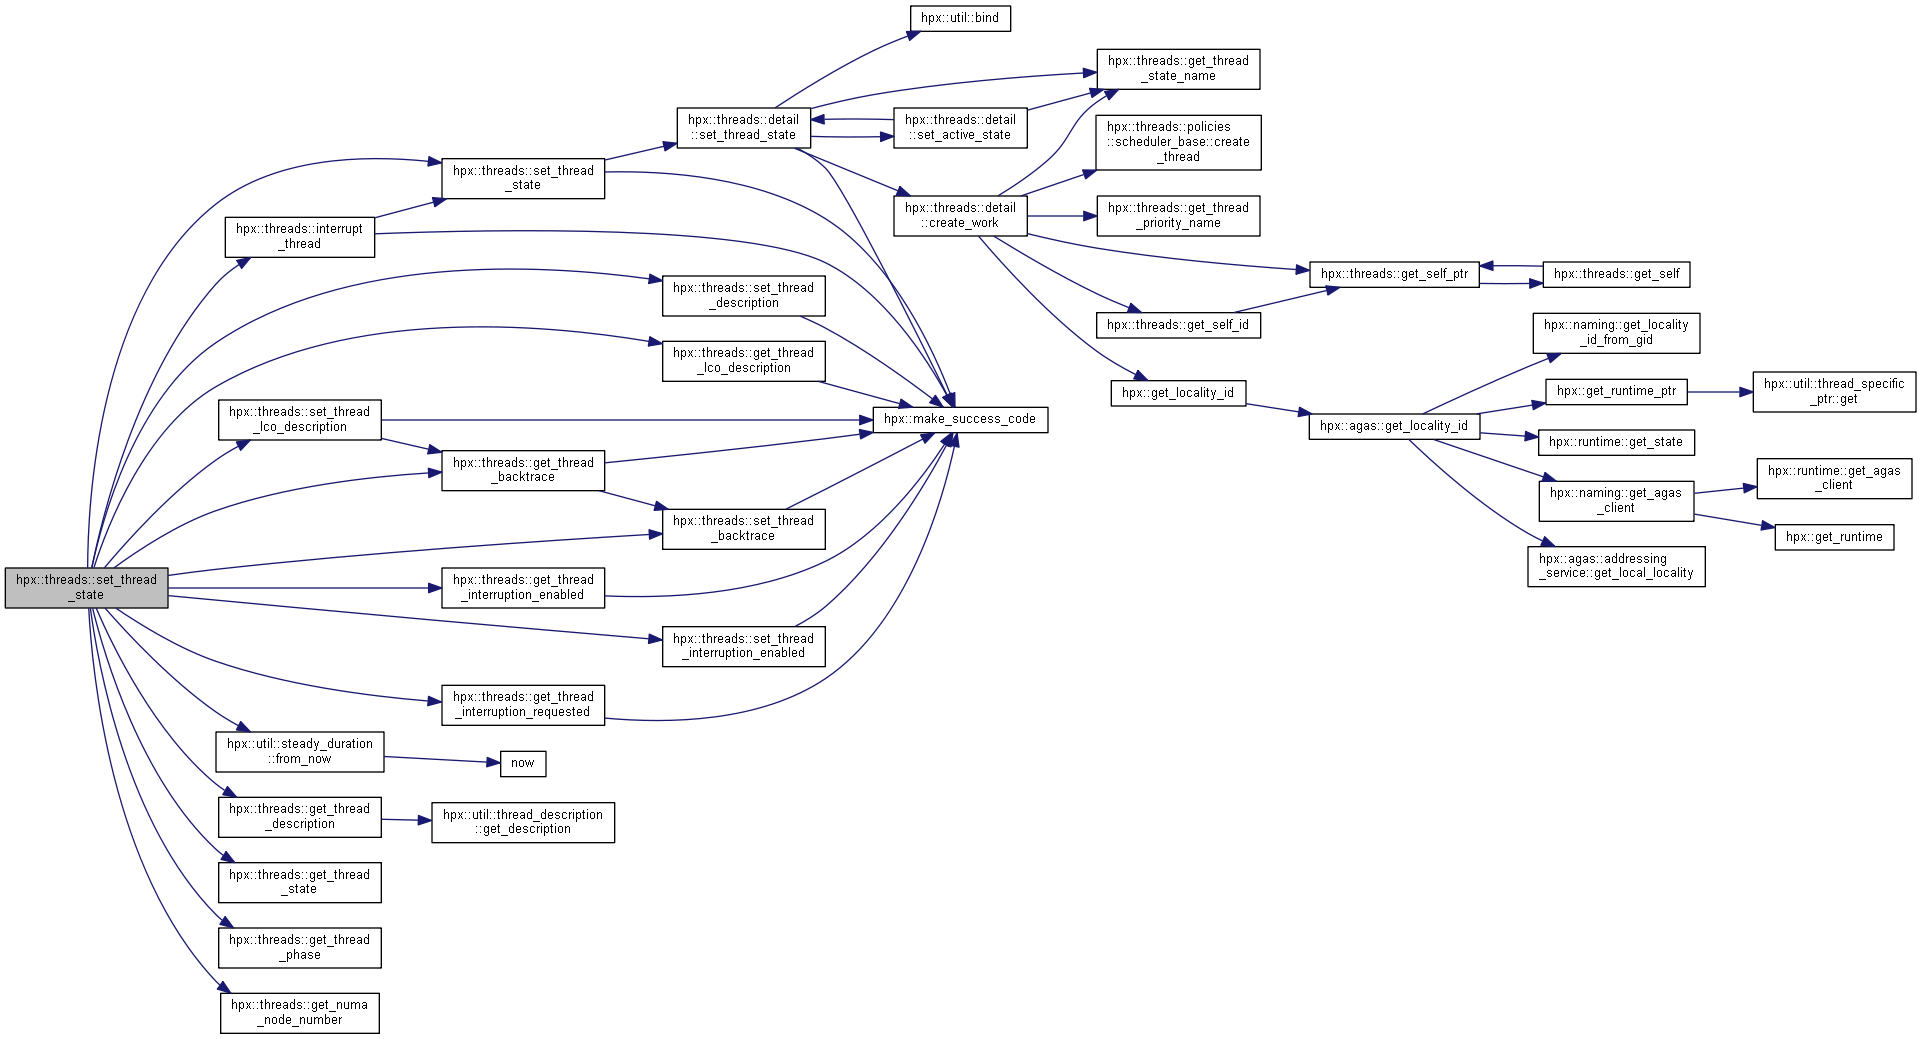 hpx::util::bind
hpx::threads::get_thread
_state_name
hpx::threads::detail
::set_thread_state
hpx::threads::detail
::set_active_state
hpx::threads::policies
::scheduler_base::create
_thread
hpx::threads::set_thread
_state
hpx::threads::detail
::create_work
hpx::threads::get_thread
_priority_name
hpx::threads::interrupt
_thread
hpx::threads::get_self_ptr
hpx::threads::get_self
hpx::threads::set_thread
_description
hpx::threads::get_self_id
hpx::naming::get_locality
_id_from_gid
hpx::threads::get_thread
_lco_description
hpx::get_locality_id
hpx::get_runtime_ptr
hpx::util::thread_specific
_ptr::get
hpx::threads::set_thread
_lco_description
hpx::make_success_code
hpx::agas::get_locality_id
hpx::runtime::get_state
hpx::threads::get_thread
_backtrace
hpx::runtime::get_agas
_client
hpx::naming::get_agas
_client
hpx::threads::set_thread
_backtrace
hpx::get_runtime
hpx::agas::addressing
_service::get_local_locality
hpx::threads::set_thread
_state
hpx::threads::get_thread
_interruption_enabled
hpx::threads::set_thread
_interruption_enabled
hpx::threads::get_thread
_interruption_requested
hpx::util::steady_duration
::from_now
now
hpx::threads::get_thread
_description
hpx::util::thread_description
::get_description
hpx::threads::get_thread
_state
hpx::threads::get_thread
_phase
hpx::threads::get_numa
_node_number